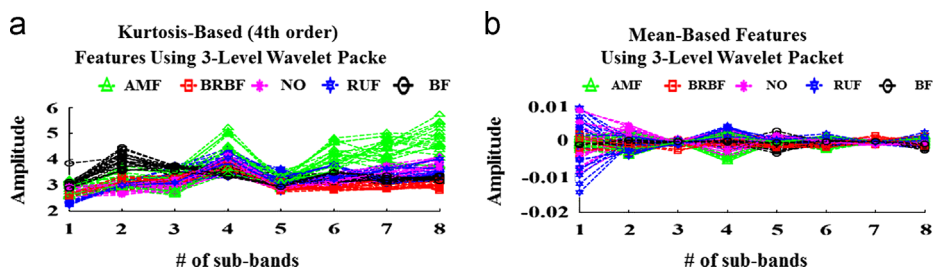 a
Kurtosis-Based (4th order)
Features Using 3-Level Wavelet Packe
AMF BRBF NO RUF BF
Amplitude
6
5
4
3
2
1 2 3 4 5 6 7 8
# of sub-bands
b
Mean-Based Features
Using 3-Level Wavelet Packet
AMF BRBF NO RUF BF
Amplitude
0.01
0
-0.01
-0.02
1 2 3 4 5 6 7 8
# of sub-bands